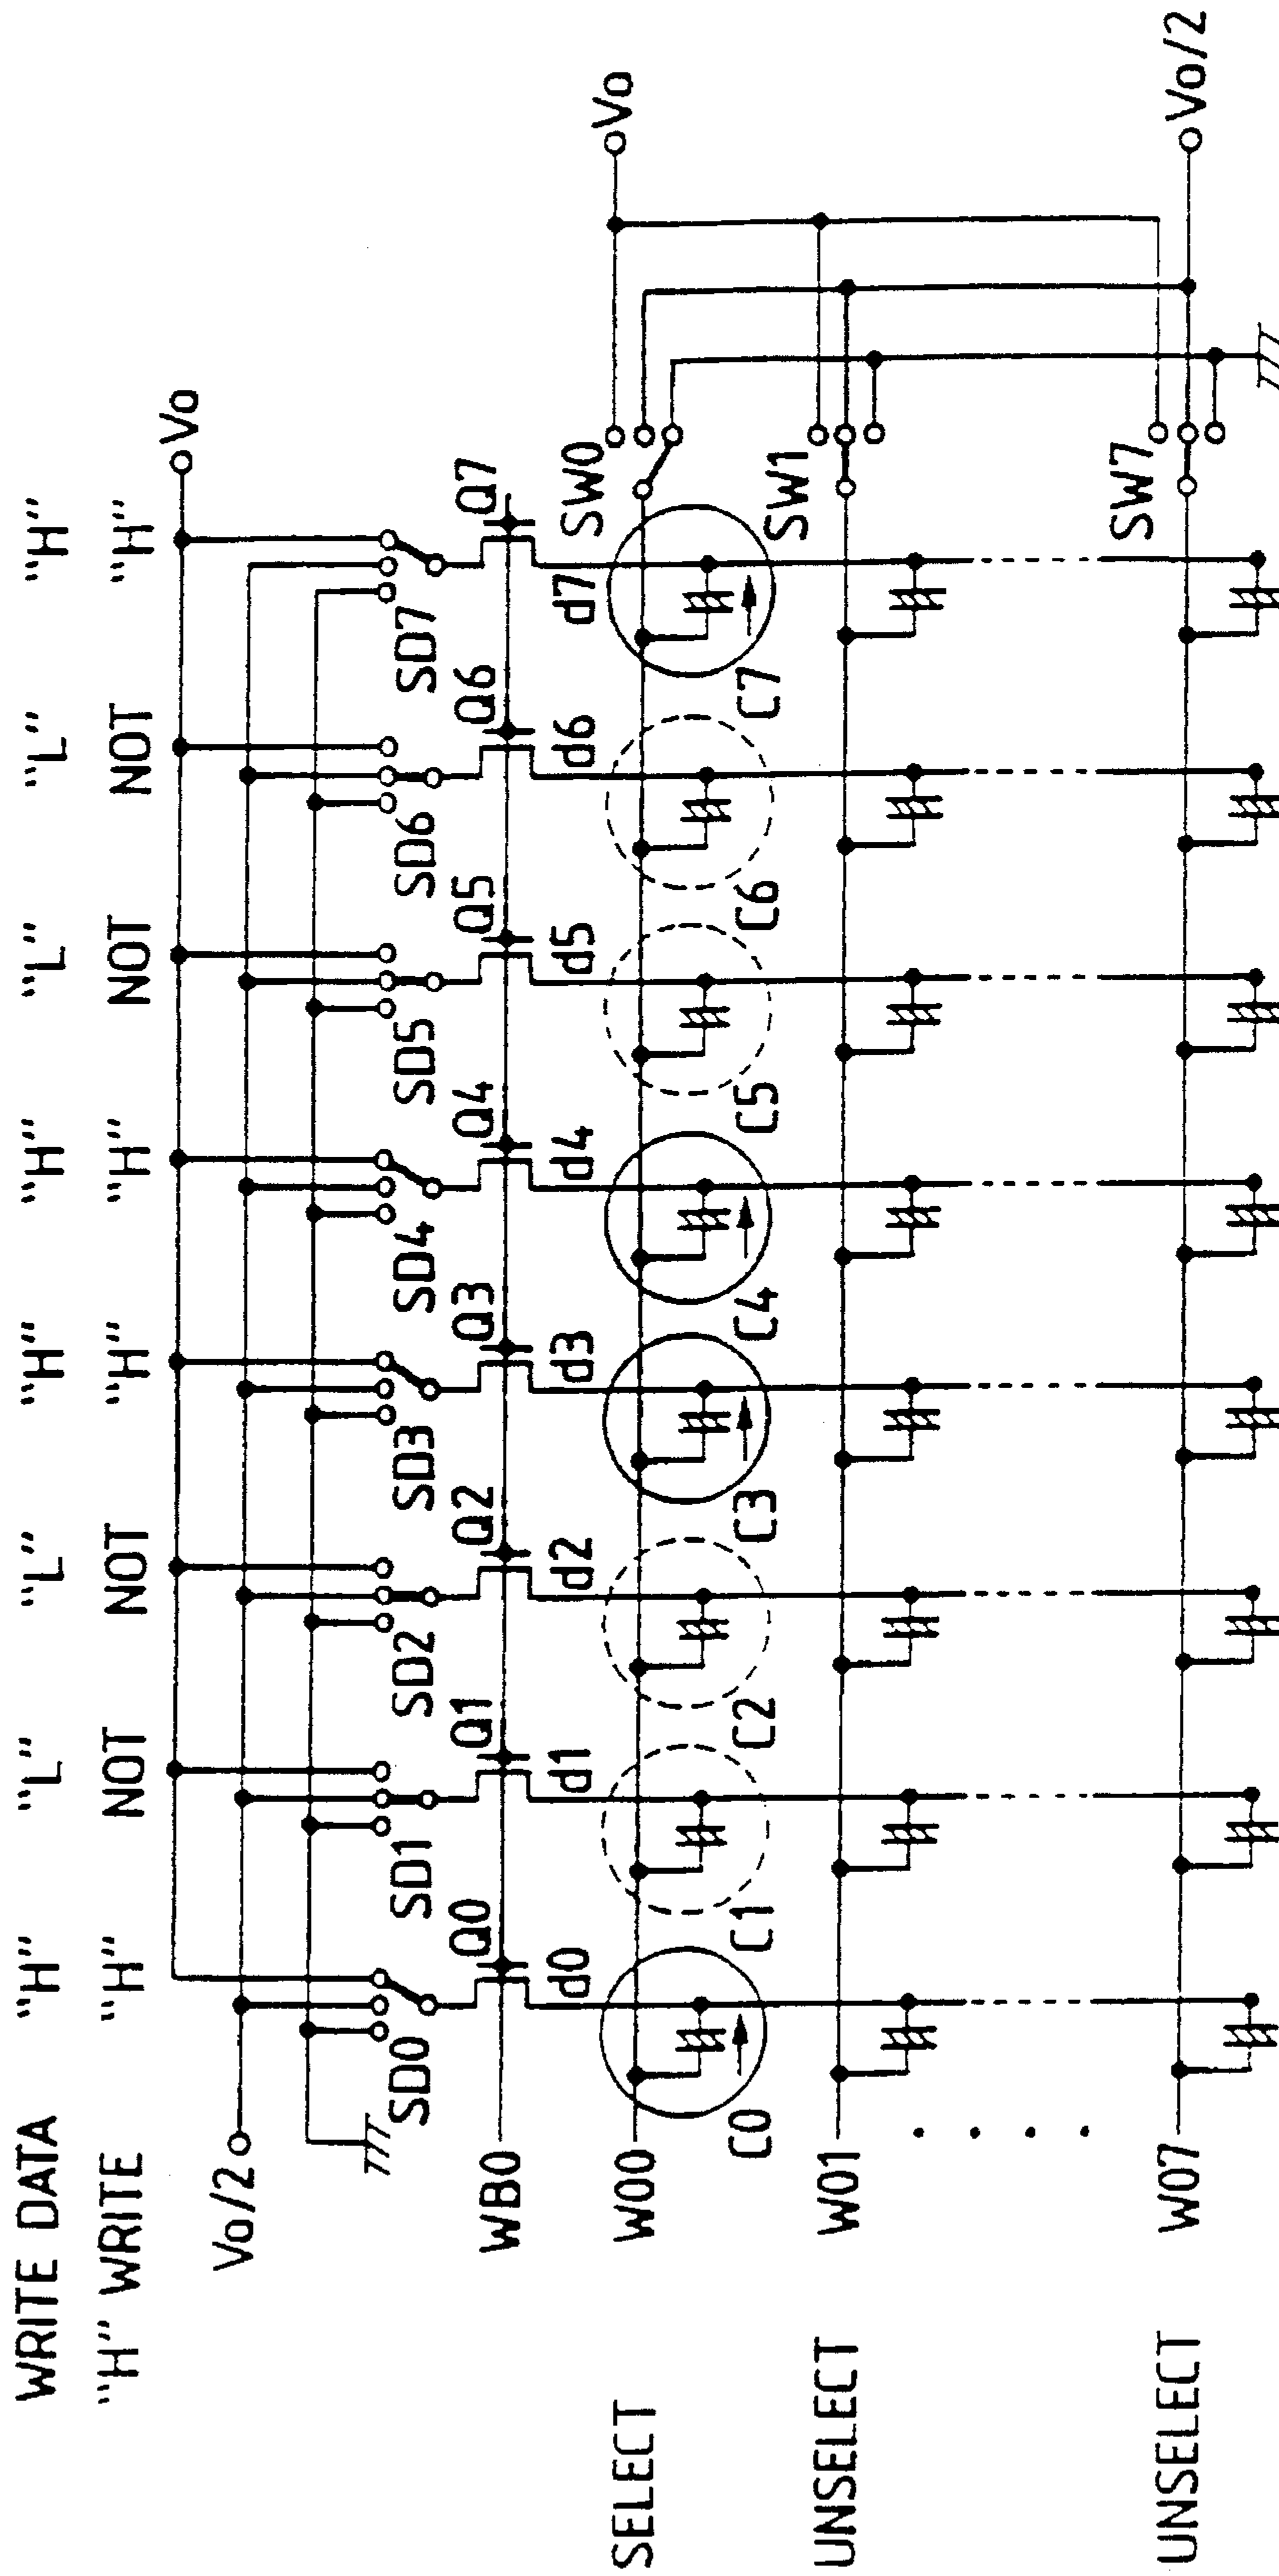 WRITE DATA "H" "L" "L" "H" "H" "L" "L" "H"
"H" WRITE "H" NOT NOT "H" "H" NOT NOT "H"
Vo
Vo/2
SD0 SD1 SD2 SD3 SD4 SD5 SD6 SD7
Q0 Q1 Q2 Q3 Q4 Q5 Q6 Q7
WB0
d0 d1 d2 d3 d4 d5 d6 d7
SELECT W00 SW0 Vo
C0 C1 C2 C3 C4 C5 C6 C7
UNSELECT W01 SW1
UNSELECT W07 SW7 Vo/2